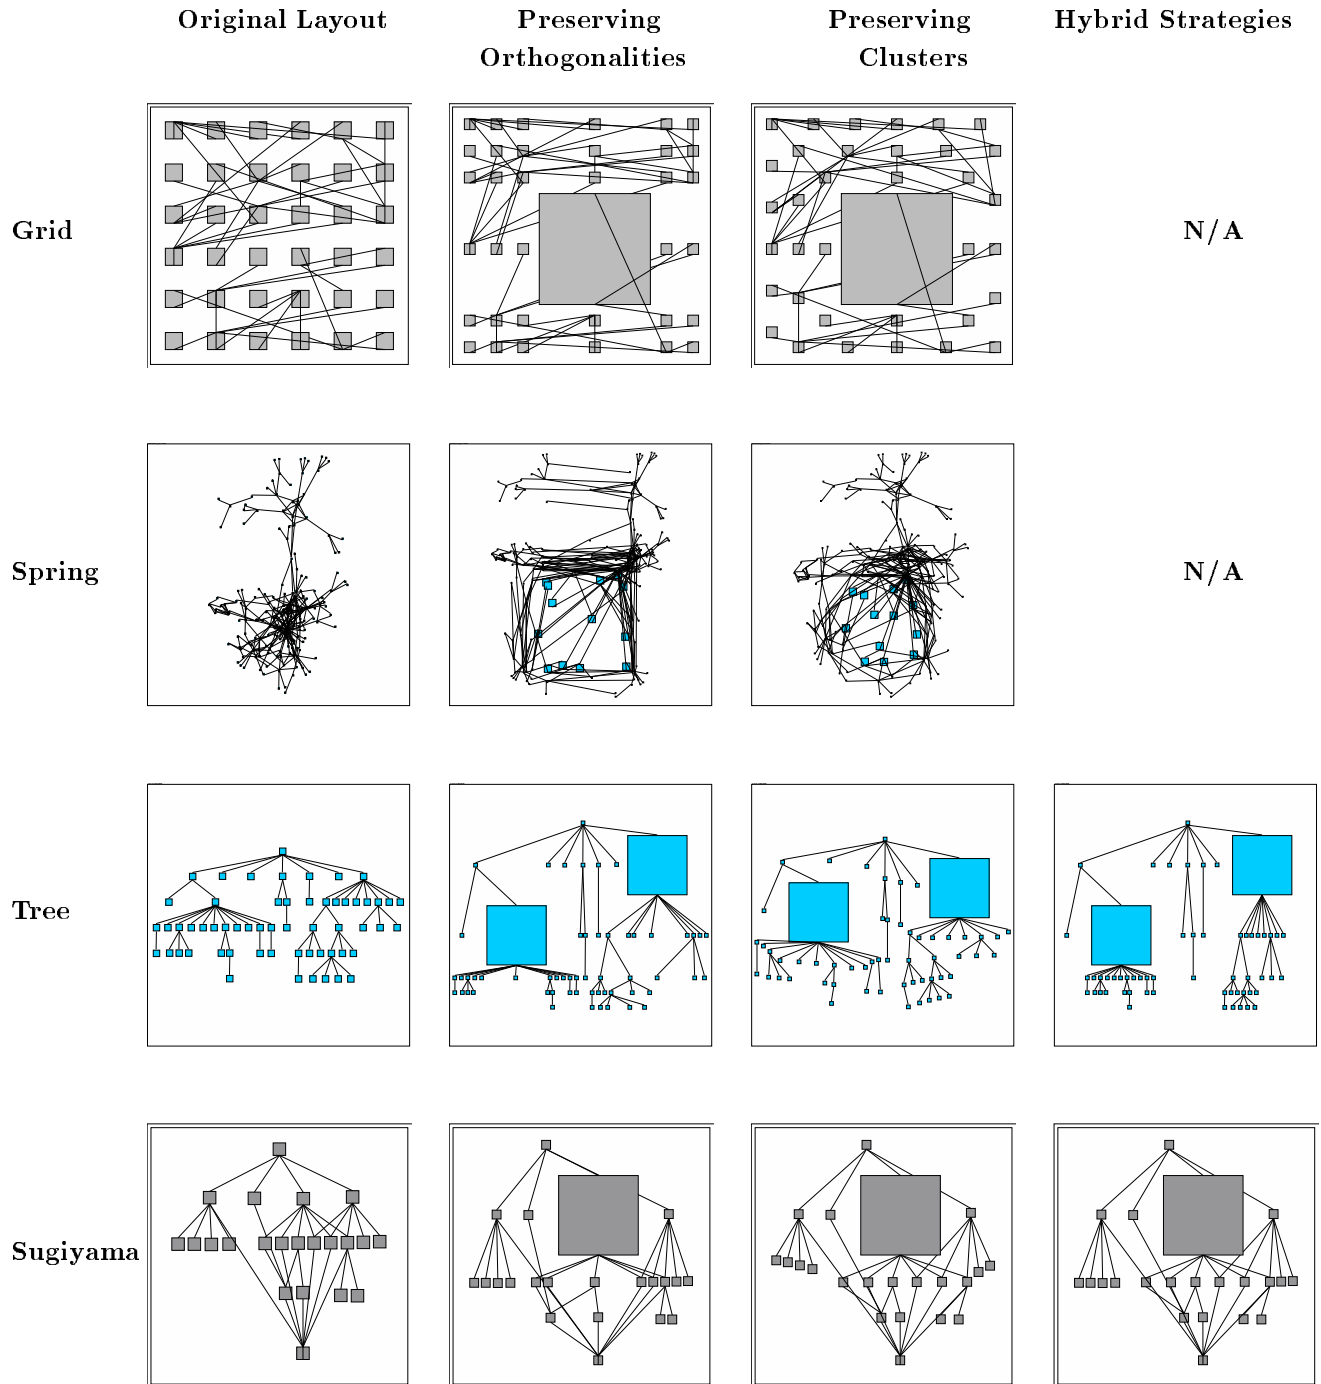 Original Layout
Preserving
Orthogonalities
Preserving
Clusters
Hybrid Strategies
Grid
N/A
Spring
N/A
Tree
Sugiyama